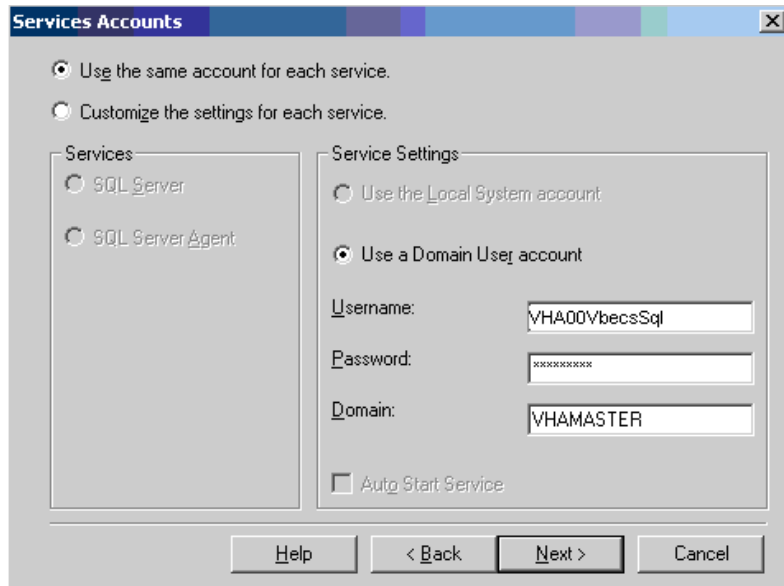 Services Accounts
Use the same account for each service.
Customize the settings for each service.
Services
SQL Server
SQL Server Agent
Service Settings
Use the Local System account
Use a Domain User account
Username:
VHA00VbecsSql
Password:
*********
Domain:
VHAMASTER
Auto Start Service
Help
< Back
Next >
Cancel